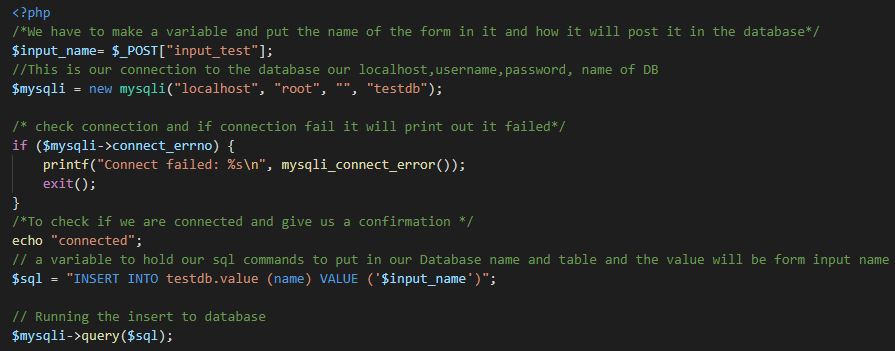 <?php
/*We have to make a variable and put the name of the form in it and how it will post it in the database*/
$input_name= $_POST["input_test"];
//This is our connection to the database our localhost,username,password, name of DB
$mysqli = new mysqli("localhost", "root", "", "testdb");
/* check connection and if connection fail it will print out it failed*/
if ($mysqli->connect_errno) {
    printf("Connect failed: %s\n", mysqli_connect_error());
    exit();
}
/*To check if we are connected and give us a confirmation */
echo "connected";
// a variable to hold our sql commands to put in our Database name and table and the value will be form input name
$sql = "INSERT INTO testdb.value (name) VALUE ('$input_name')";
// Running the insert to database
$mysqli->query($sql);